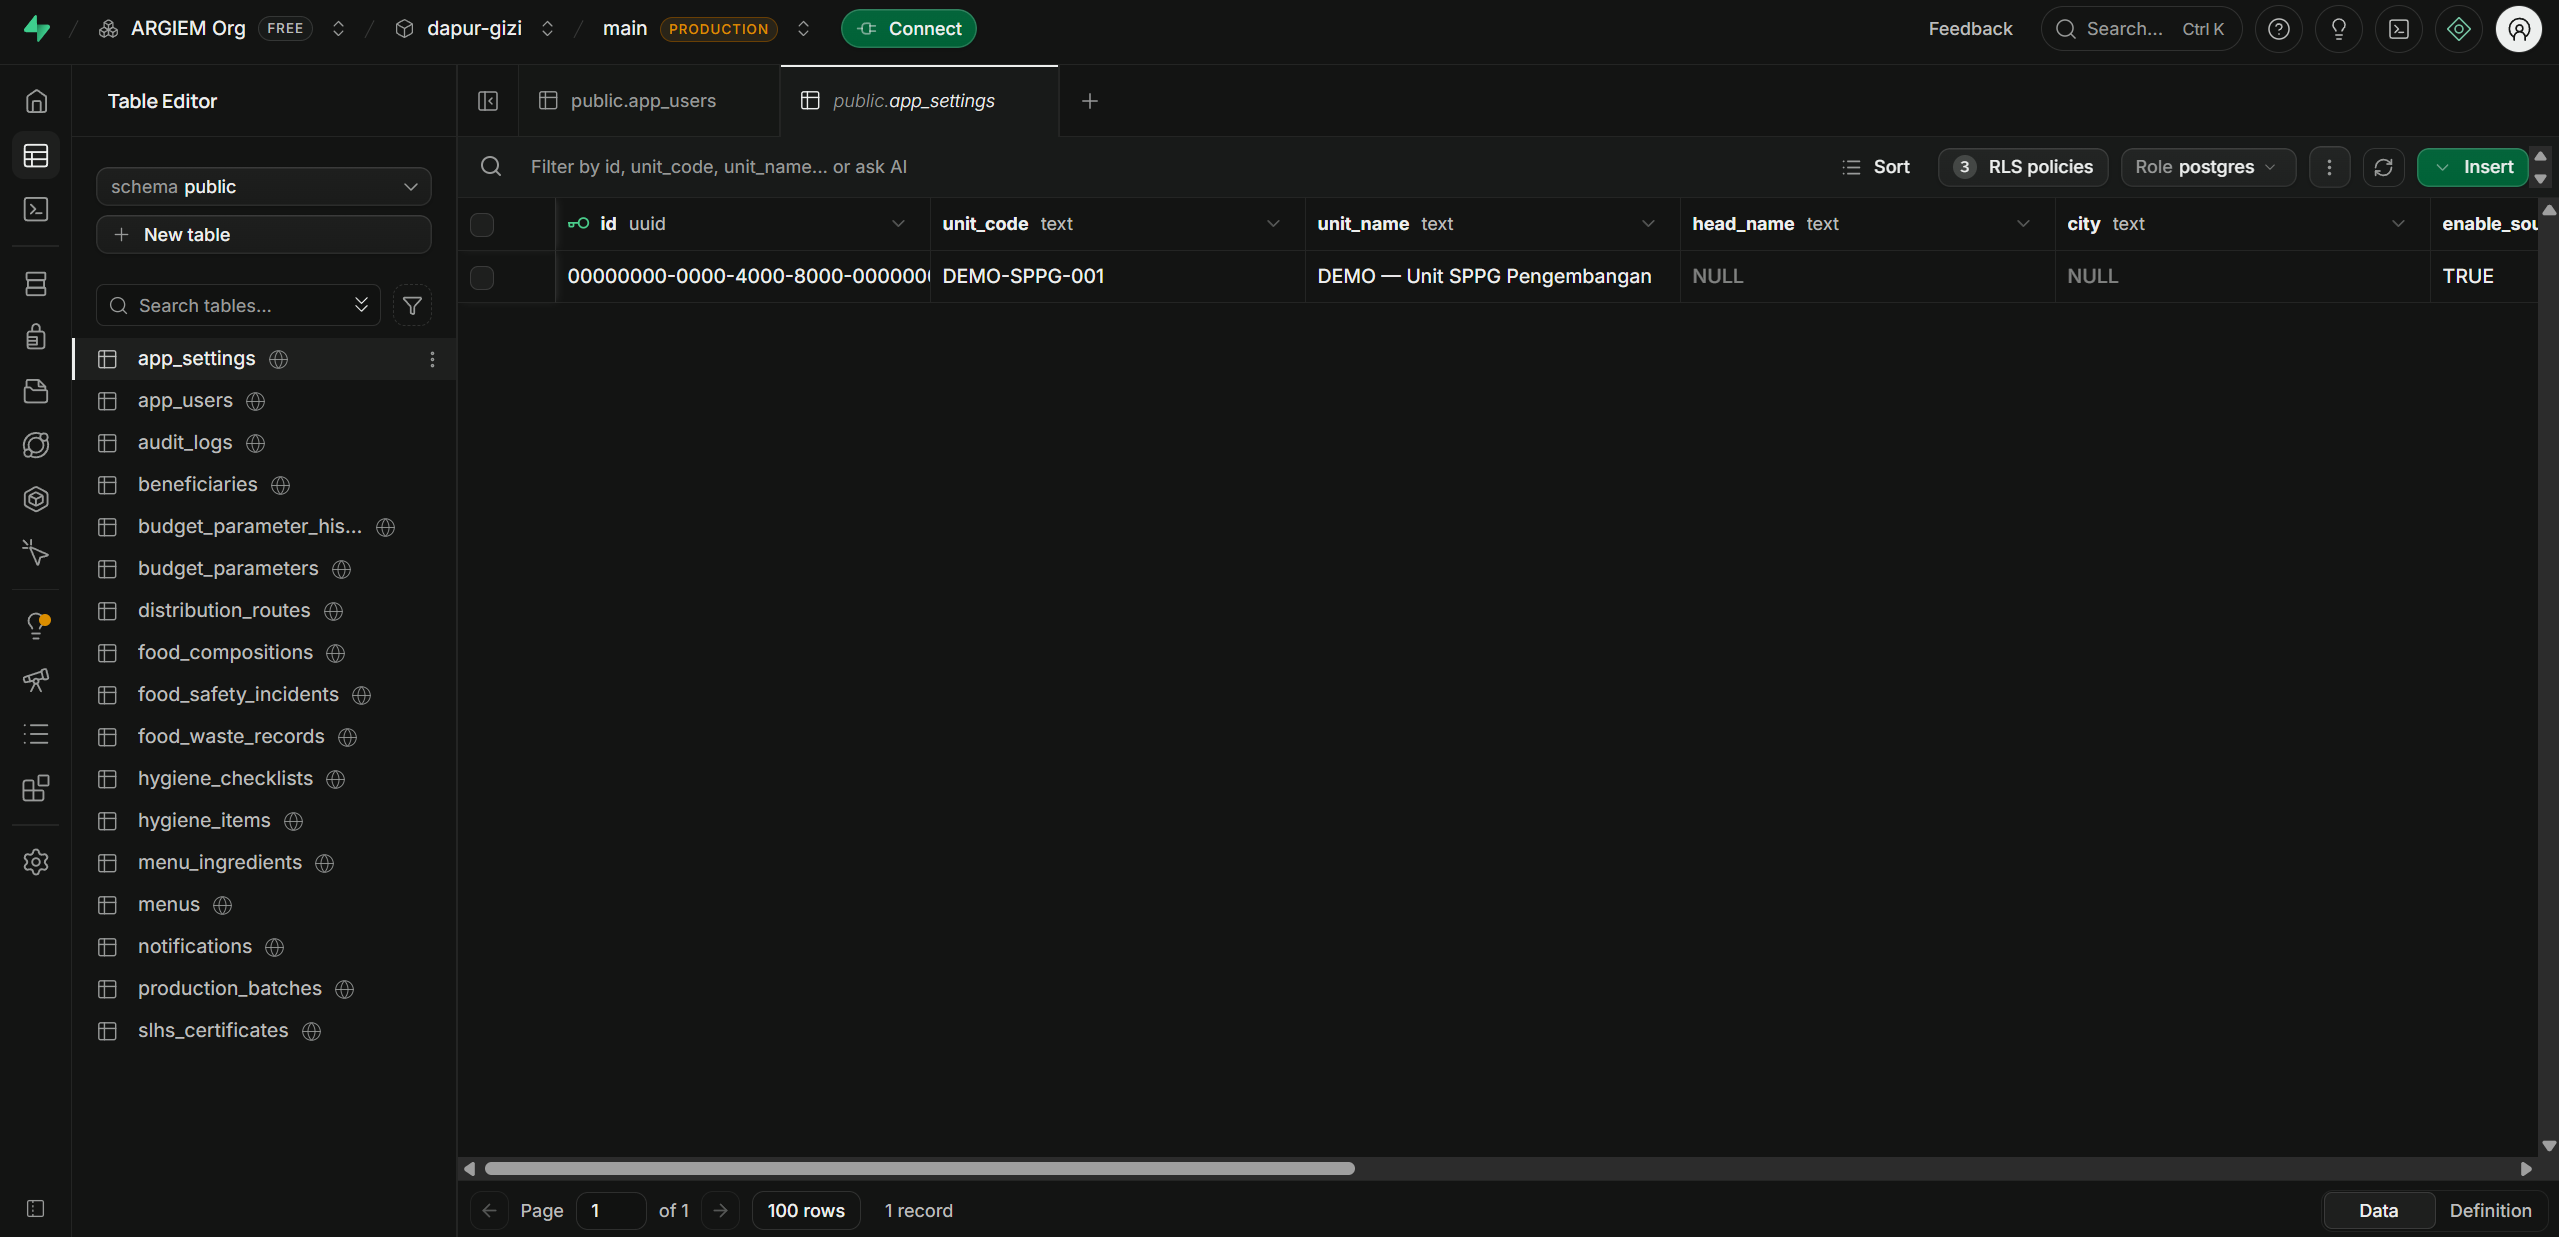 ARGIEM Org FREE dapur-gizi main PRODUCTION Connect Feedback Search... Ctrl K
Table Editor
public.app_users public.app_settings
schema public
New table
Search tables...
app_settings
app_users
audit_logs
beneficiaries
budget_parameter_his...
budget_parameters
distribution_routes
food_compositions
food_safety_incidents
food_waste_records
hygiene_checklists
hygiene_items
menu_ingredients
menus
notifications
production_batches
slhs_certificates
Filter by id, unit_code, unit_name... or ask AI Sort 3 RLS policies Role postgres Insert
id uuid unit_code text unit_name text head_name text city text enable_sou
00000000-0000-4000-8000-0000000 DEMO-SPPG-001 DEMO — Unit SPPG Pengembangan NULL NULL TRUE
Page 1 of 1 100 rows 1 record Data Definition